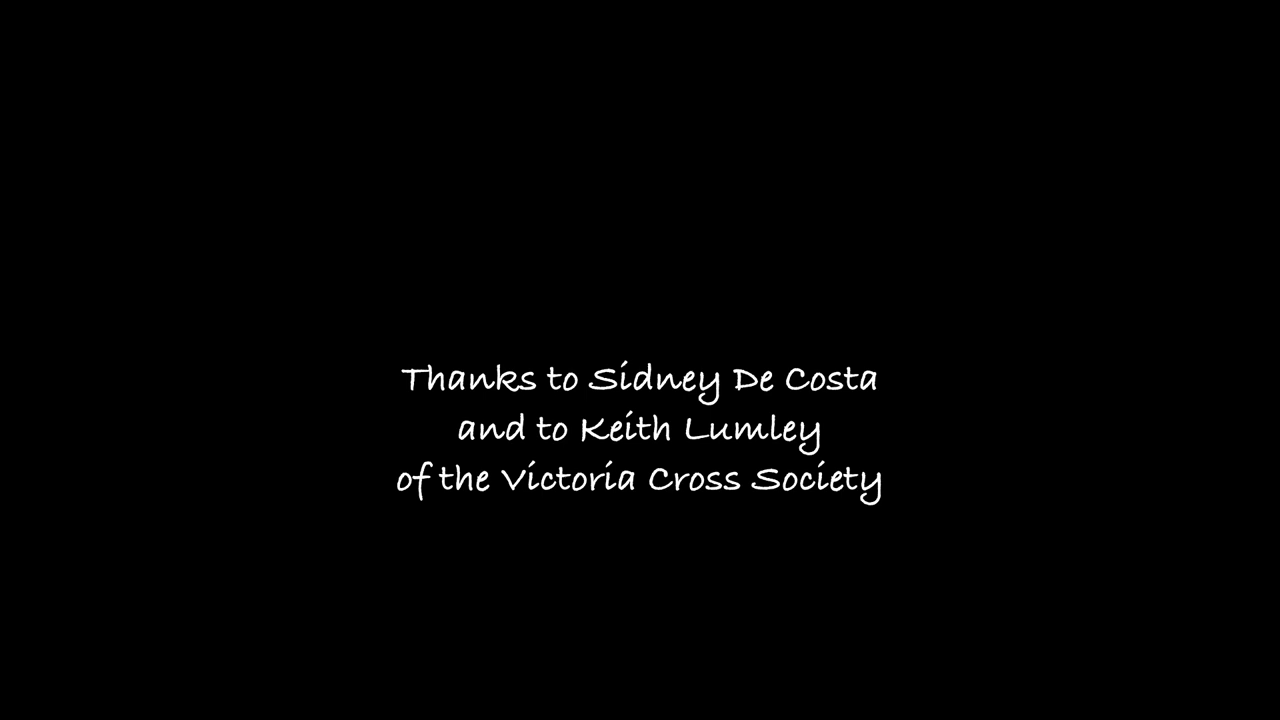 Thanks to Sidney De Costa
and to Keith Lumley
of the Victoria Cross Society